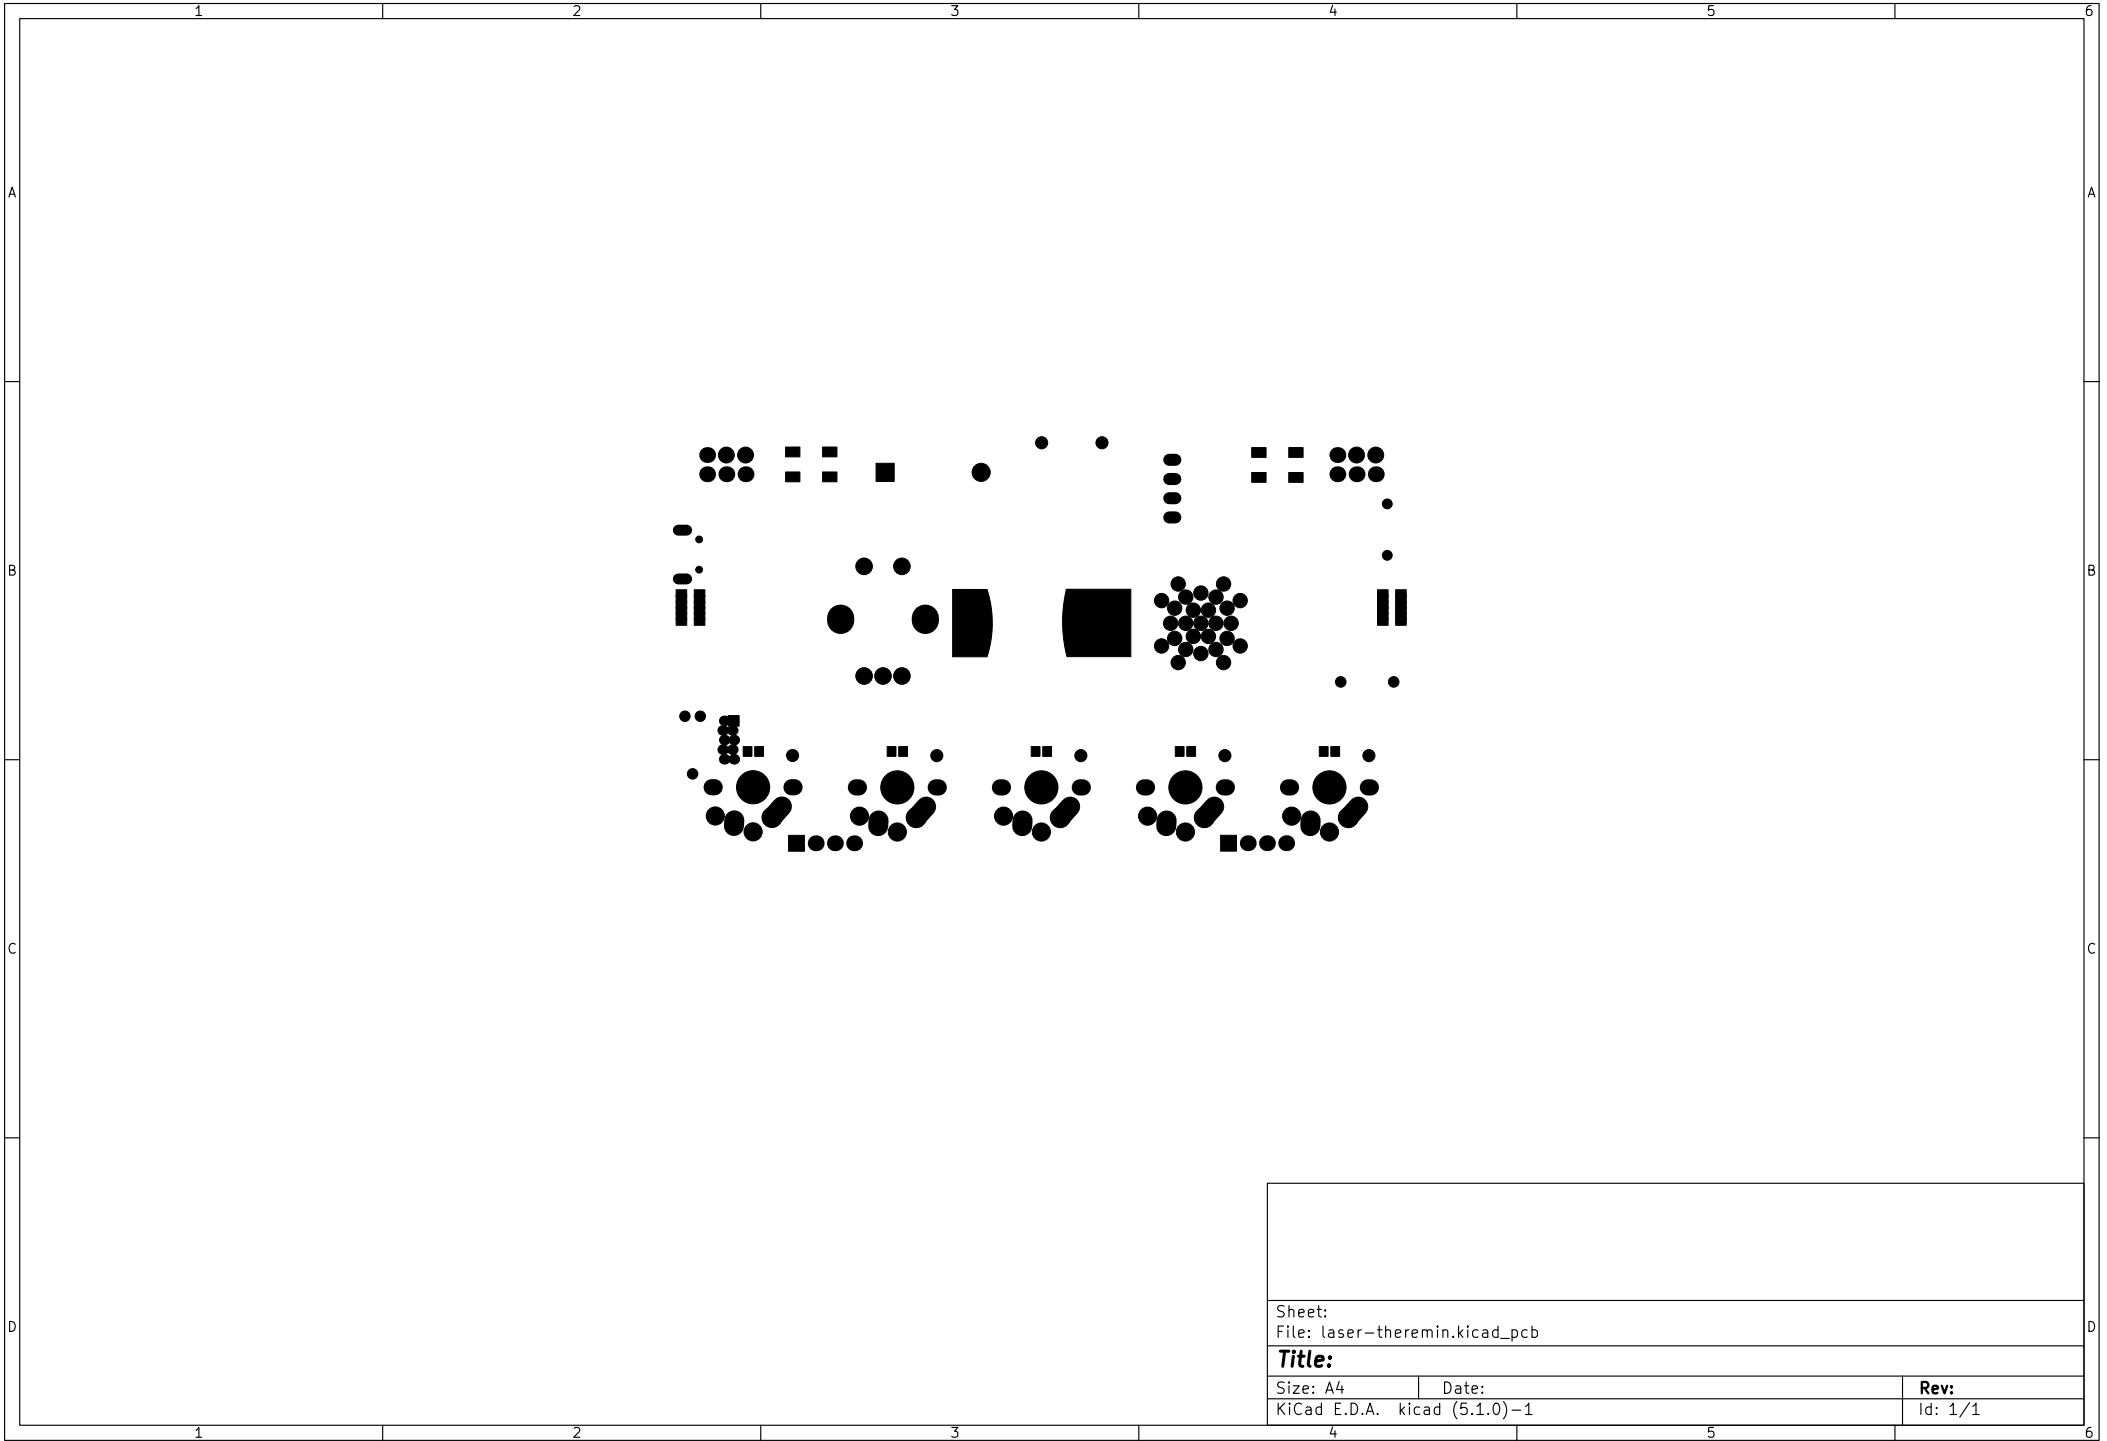 1 2 3 4 5 6
A A
B B
C C
Sheet:
File: laser-theremin.kicad_pcb
D D
Title:
Size: A4 Date: Rev:
KiCad E.D.A. kicad (5.1.0)-1 Id: 1/1
1 2 3 4 5 6